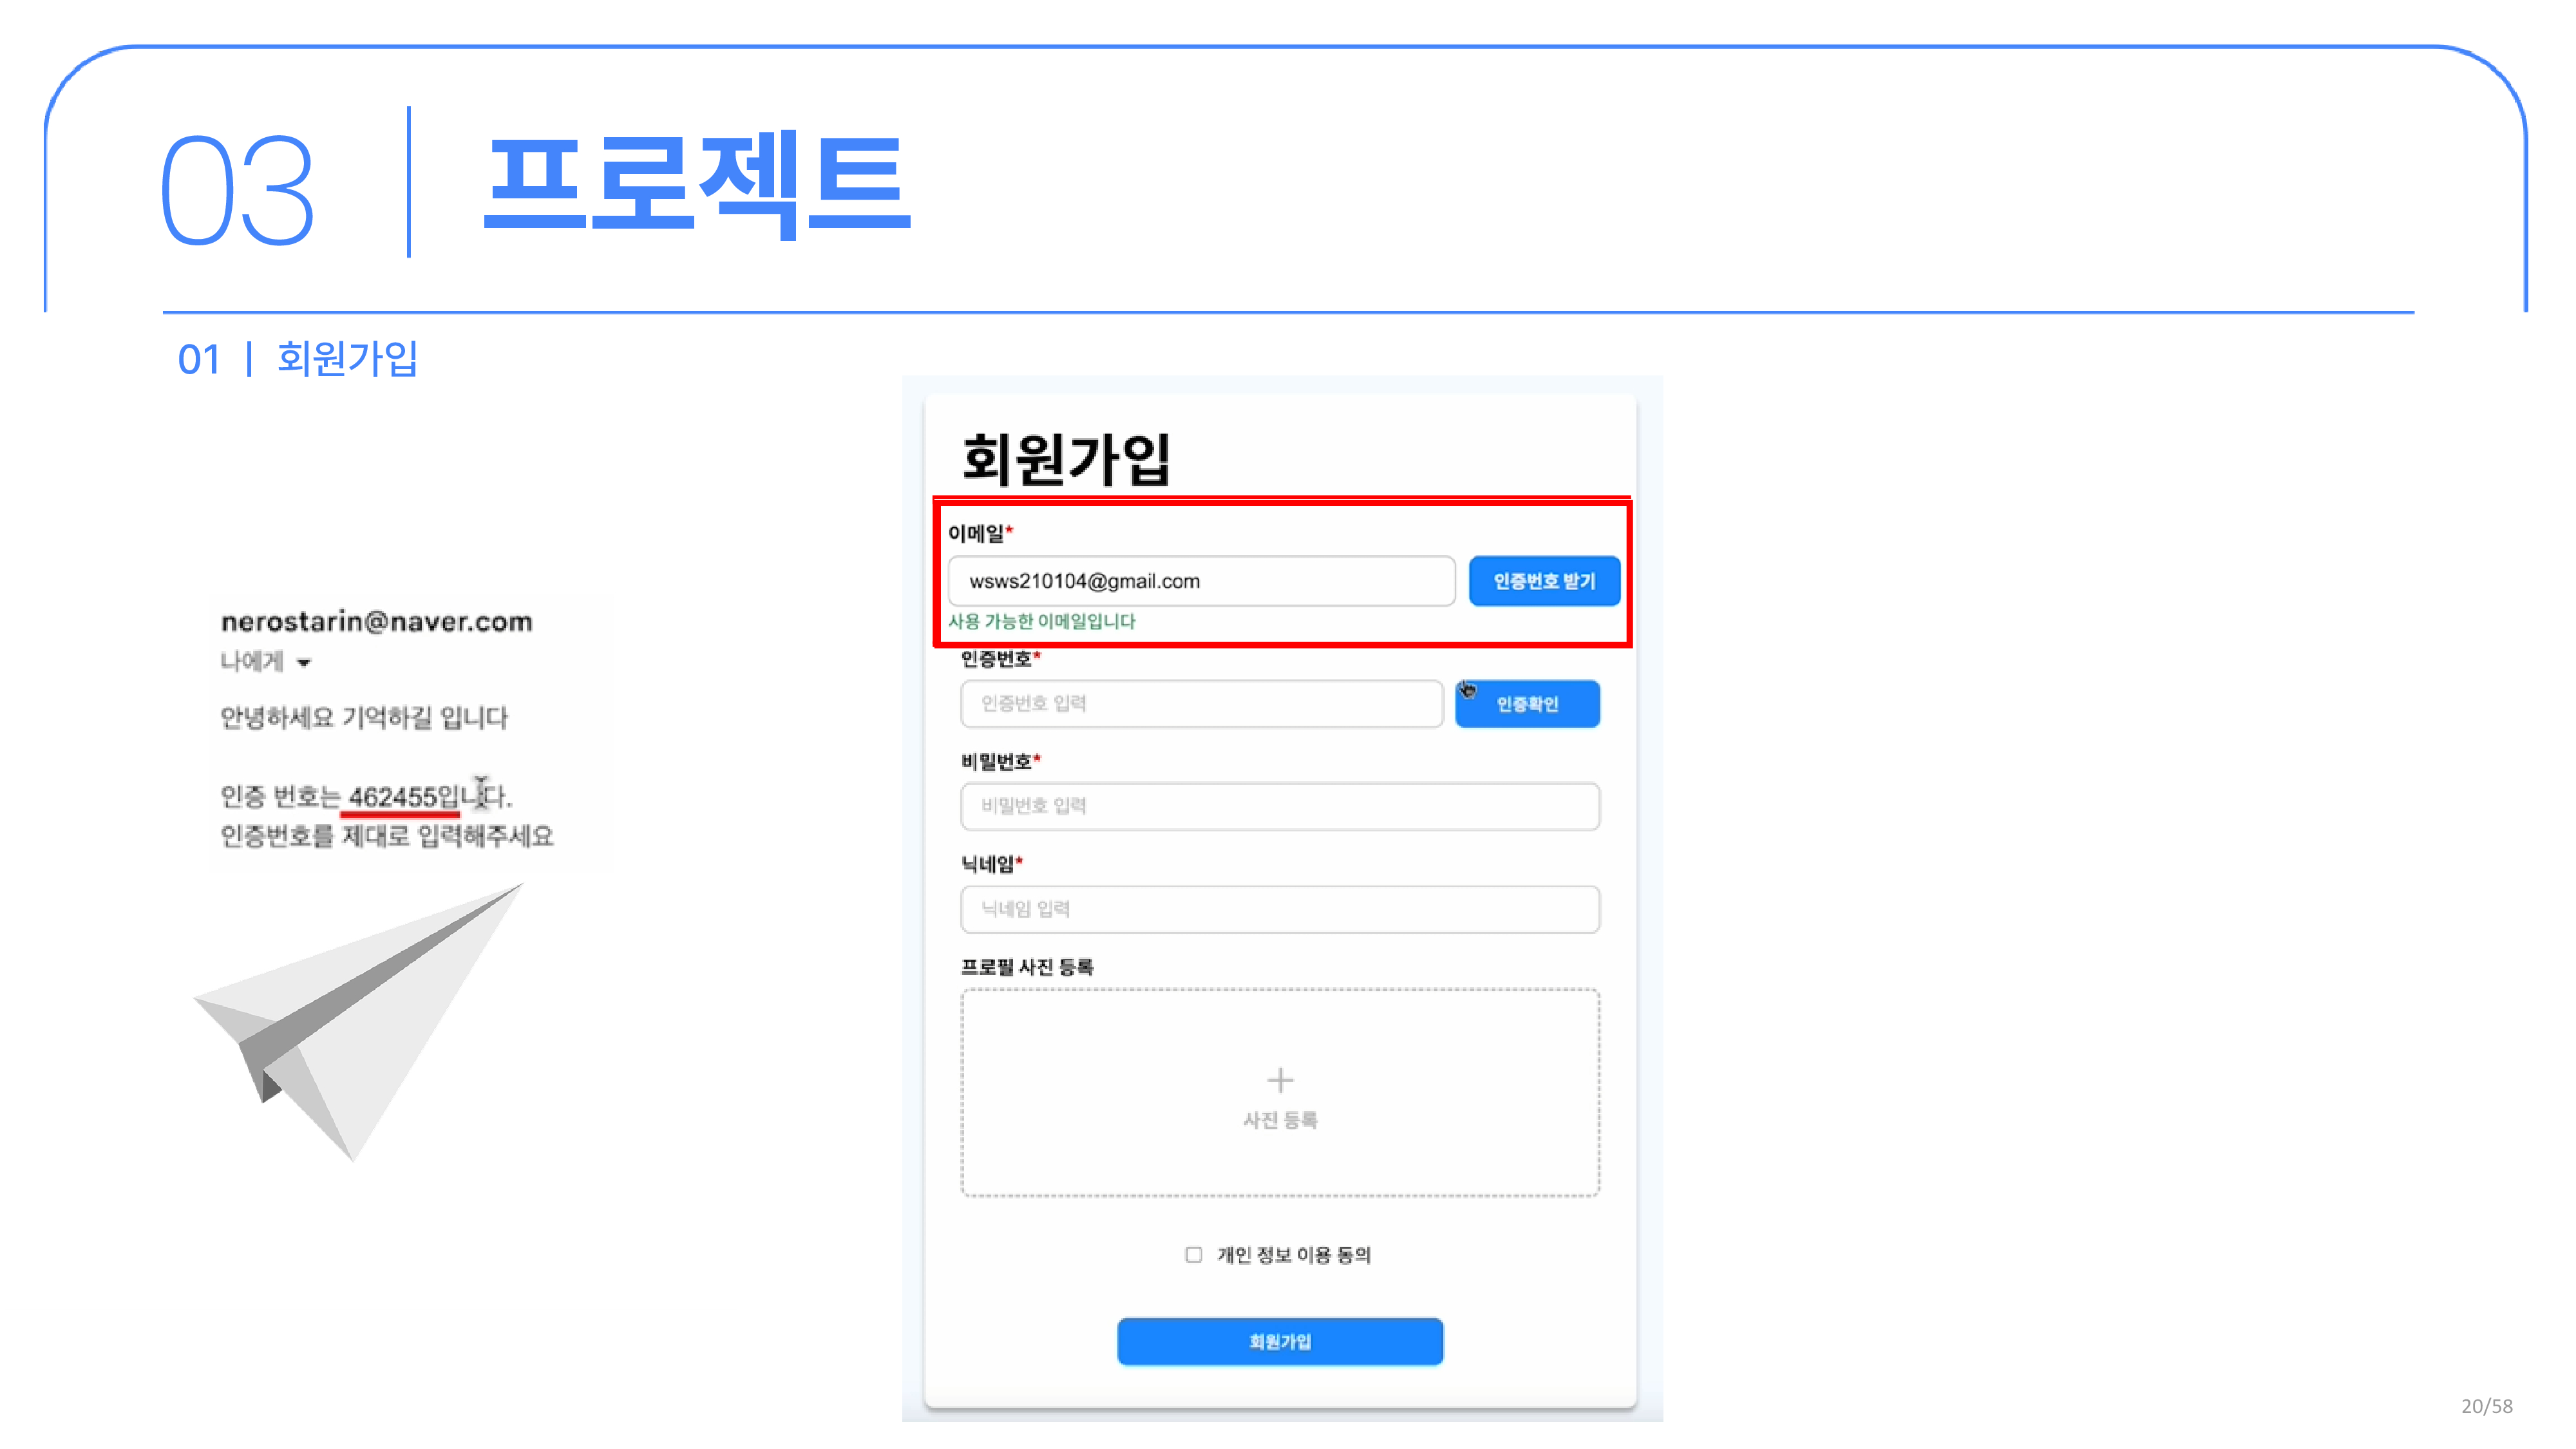 03 | 프로젝트
01 | 회원가입
nerostarin@naver.com
나에게
안녕하세요 기억하길 입니다
인증 번호는 462455입니다.
인증번호를 제대로 입력해주세요
회원가입
이메일*
wsws210104@gmail.com
인증번호 받기
사용 가능한 이메일입니다
인증번호*
인증번호 입력
인증확인
비밀번호*
비밀번호 입력
닉네임*
닉네임 입력
프로필 사진 등록
+
사진 등록
개인 정보 이용 동의
회원가입
20/58